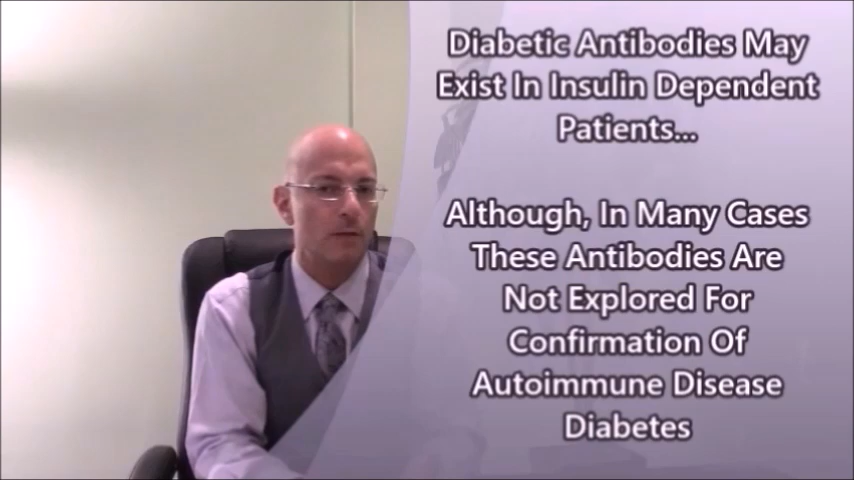 Diabetic Antibodies May
Exist In Insulin Dependent
Patients...
Although, In Many Cases
These Antibodies Are
Not Explored For
Confirmation Of
Autoimmune Disease
Diabetes